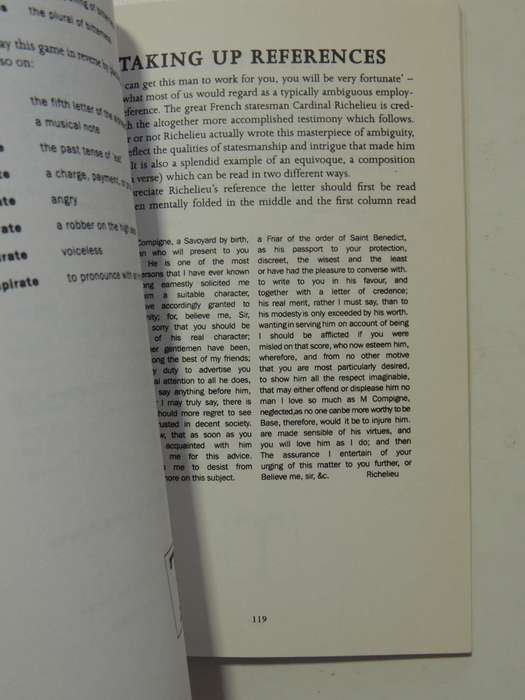 the plural of
ay this game in reverse by
so on:
the fifth letter of the
a musical note
the past tense of 'eat'
a charge, payment,
angry
rate
a robber on the high
irate
voiceless
pirate
to pronounce with
TAKING UP REFERENCES
can get this man to work for you, you will be very fortunate' –
what most of us would regard as a typically ambiguous employ-
ference. The great French statesman Cardinal Richelieu is cred-
h the altogether more accomplished testimony which follows.
r or not Richelieu actually wrote this masterpiece of ambiguity,
flect the qualities of statesmanship and intrigue that made him
It is also a splendid example of an equivoque, a composition
verse) which can be read in two different ways.
preciate Richelieu's reference the letter should first be read
en mentally folded in the middle and the first column read
Compigne, a Savoyard by birth,
n who will present to you
He is one of the most
ersons that I have ever known
ng earnestly solicited me
m a suitable character,
ve accordingly granted to
ity; for, believe me, Sir,
sorry that you should be
of his real character;
er gentlemen have been,
ong the best of my friends;
y duty to advertise you
al attention to all he does,
say anything before him,
I may truly say, there is
hould more regret to see
usted in decent society.
w, that as soon as you
acquainted with him
me for this advice.
me to desist from
ore on this subject.
a Friar of the order of Saint Benedict,
as his passport to your protection,
discreet, the wisest and the least
or have had the pleasure to converse with.
to write to you in his favour, and
together with a letter of credence;
his real merit, rather I must say, than to
his modesty is only exceeded by his worth.
wanting in serving him on account of being
I should be afflicted if you were
misled on that score, who now esteem him,
wherefore, and from no other motive
that you are most particularly desired,
to show him all the respect imaginable,
that may either offend or displease him no
man I love so much as M Compigne,
neglected,as no one canbe more worthy to be
Base, therefore, would it be to injure him.
are made sensible of his virtues, and
you will love him as I do; and then
The assurance I entertain of your
urging of this matter to you further, or
Believe me, sir, &c. Richelieu
119